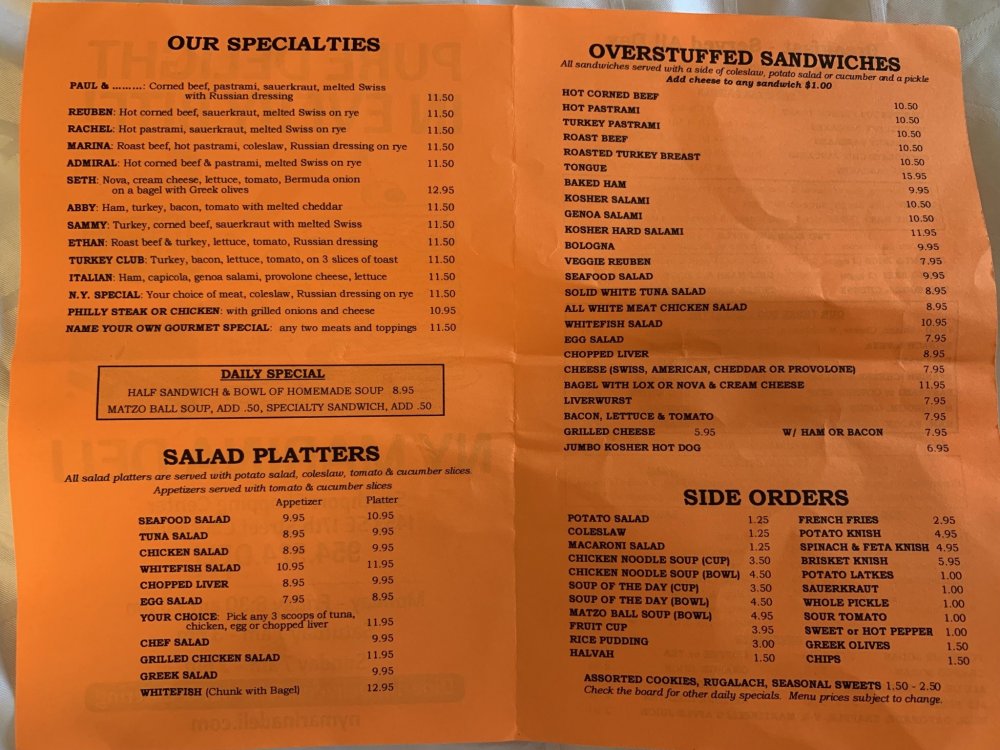 OUR SPECIALTIES
PAUL & .........: Corned beef, pastrami, sauerkraut, melted Swiss
with Russian dressing 11.50
REUBEN: Hot corned beef, sauerkraut, melted Swiss on rye 11.50
RACHEL: Hot pastrami, sauerkraut, melted Swiss on rye 11.50
MARINA: Roast beef, hot pastrami, coleslaw, Russian dressing on rye 11.50
ADMIRAL: Hot corned beef & pastrami, melted Swiss on rye 11.50
SETH: Nova, cream cheese, lettuce, tomato, Bermuda onion
on a bagel with Greek olives 12.95
ABBY: Ham, turkey, bacon, tomato with melted cheddar 11.50
SAMMY: Turkey, corned beef, sauerkraut with melted Swiss 11.50
ETHAN: Roast beef & turkey, lettuce, tomato, Russian dressing 11.50
TURKEY CLUB: Turkey, bacon, lettuce, tomato, on 3 slices of toast 11.50
ITALIAN: Ham, capicola, genoa salami, provolone cheese, lettuce 11.50
N.Y. SPECIAL: Your choice of meat, coleslaw, Russian dressing on rye 11.50
PHILLY STEAK OR CHICKEN: with grilled onions and cheese 10.95
NAME YOUR OWN GOURMET SPECIAL: any two meats and toppings 11.50
DAILY SPECIAL
HALF SANDWICH & BOWL OF HOMEMADE SOUP 8.95
MATZO BALL SOUP, ADD .50, SPECIALTY SANDWICH, ADD .50
SALAD PLATTERS
All salad platters are served with potato salad, coleslaw, tomato & cucumber slices
Appetizers served with tomato & cucumber slices
Appetizer Platter
SEAFOOD SALAD 9.95 10.95
TUNA SALAD 8.95 9.95
CHICKEN SALAD 8.95 9.95
WHITEFISH SALAD 10.95 11.95
CHOPPED LIVER 8.95 9.95
EGG SALAD 7.95 8.95
YOUR CHOICE: Pick any 3 scoops of tuna,
chicken, egg or chopped liver 11.95
CHEF SALAD 9.95
GRILLED CHICKEN SALAD 11.95
GREEK SALAD 9.95
WHITEFISH (Chunk with Bagel) 12.95
OVERSTUFFED SANDWICHES
All sandwiches served with a side of coleslaw, potato salad or cucumber and a pickle
Add cheese to any sandwich $1.00
HOT CORNED BEEF 10.50
HOT PASTRAMI 10.50
TURKEY PASTRAMI 10.50
ROAST BEEF 10.50
ROASTED TURKEY BREAST 10.50
TONGUE 15.95
BAKED HAM 9.95
KOSHER SALAMI 10.50
GENOA SALAMI 10.50
KOSHER HARD SALAMI 11.95
BOLOGNA 9.95
VEGGIE REUBEN 7.95
SEAFOOD SALAD 9.95
SOLID WHITE TUNA SALAD 8.95
ALL WHITE MEAT CHICKEN SALAD 8.95
WHITEFISH SALAD 10.95
EGG SALAD 7.95
CHOPPED LIVER 8.95
CHEESE (SWISS, AMERICAN, CHEDDAR OR PROVOLONE) 7.95
BAGEL WITH LOX OR NOVA & CREAM CHEESE 11.95
LIVERWURST 7.95
BACON, LETTUCE & TOMATO 7.95
GRILLED CHEESE 5.95 W/ HAM OR BACON 7.95
JUMBO KOSHER HOT DOG 6.95
SIDE ORDERS
POTATO SALAD 1.25
COLESLAW 1.25
MACARONI SALAD 1.25
CHICKEN NOODLE SOUP (CUP) 3.50
CHICKEN NOODLE SOUP (BOWL) 4.50
SOUP OF THE DAY (CUP) 3.50
SOUP OF THE DAY (BOWL) 4.50
MATZO BALL SOUP (BOWL) 4.95
FRUIT CUP 3.95
RICE PUDDING 3.00
HALVAH 1.50
FRENCH FRIES 2.95
POTATO KNISH 4.95
SPINACH & FETA KNISH 4.95
BRISKET KNISH 5.95
POTATO LATKES 1.00
SAUERKRAUT 1.00
WHOLE PICKLE 1.00
SOUR TOMATO 1.00
SWEET or HOT PEPPER 1.00
GREEK OLIVES 1.50
CHIPS 1.50
ASSORTED COOKIES, RUGALACH, SEASONAL SWEETS 1.50 - 2.50
Check the board for other daily specials. Menu prices subject to change.